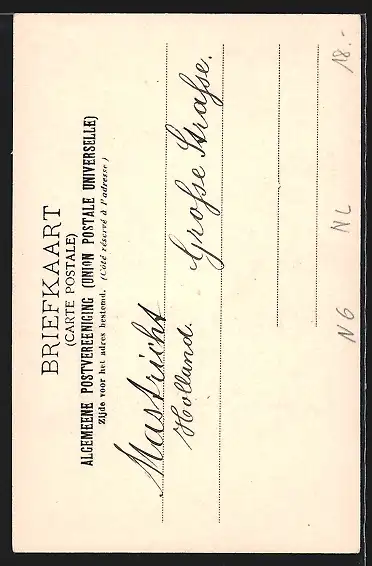 BRIEFKAART
(CARTE POSTALE)
ALGEMEENE POSTVEREENIGING (UNION POSTALE UNIVERSELLE)
Zijde voor het adres bestemd. (Côté réservé à l'adresse)
Mastricht Grosse Strasse.
Holland.
NG NL 18.-